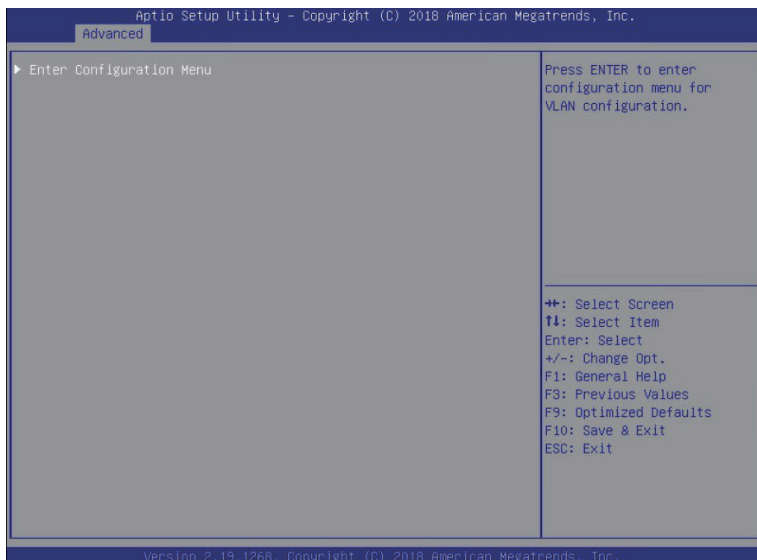 Aptio Setup Utility – Copyright (C) 2018 American Megatrends, Inc.
Advanced
▶ Enter Configuration Menu
Press ENTER to enter
configuration menu for
VLAN configuration.
→←: Select Screen
↑↓: Select Item
Enter: Select
+/-: Change Opt.
F1: General Help
F3: Previous Values
F9: Optimized Defaults
F10: Save & Exit
ESC: Exit
Version 2.19.1268. Copyright (C) 2018 American Megatrends, Inc.